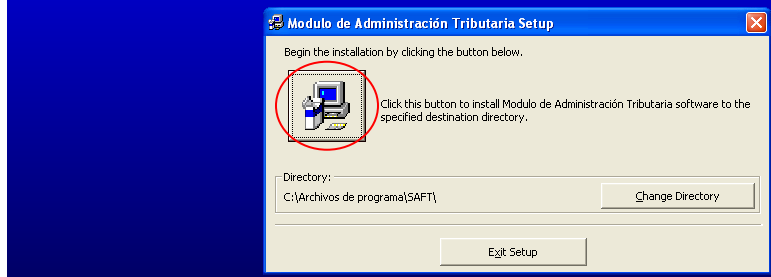 Modulo de Administración Tributaria Setup
Begin the installation by clicking the button below.
Click this button to install Modulo de Administración Tributaria software to the
specified destination directory.
Directory:
C:\Archivos de programa\SAFT\
Change Directory
Exit Setup